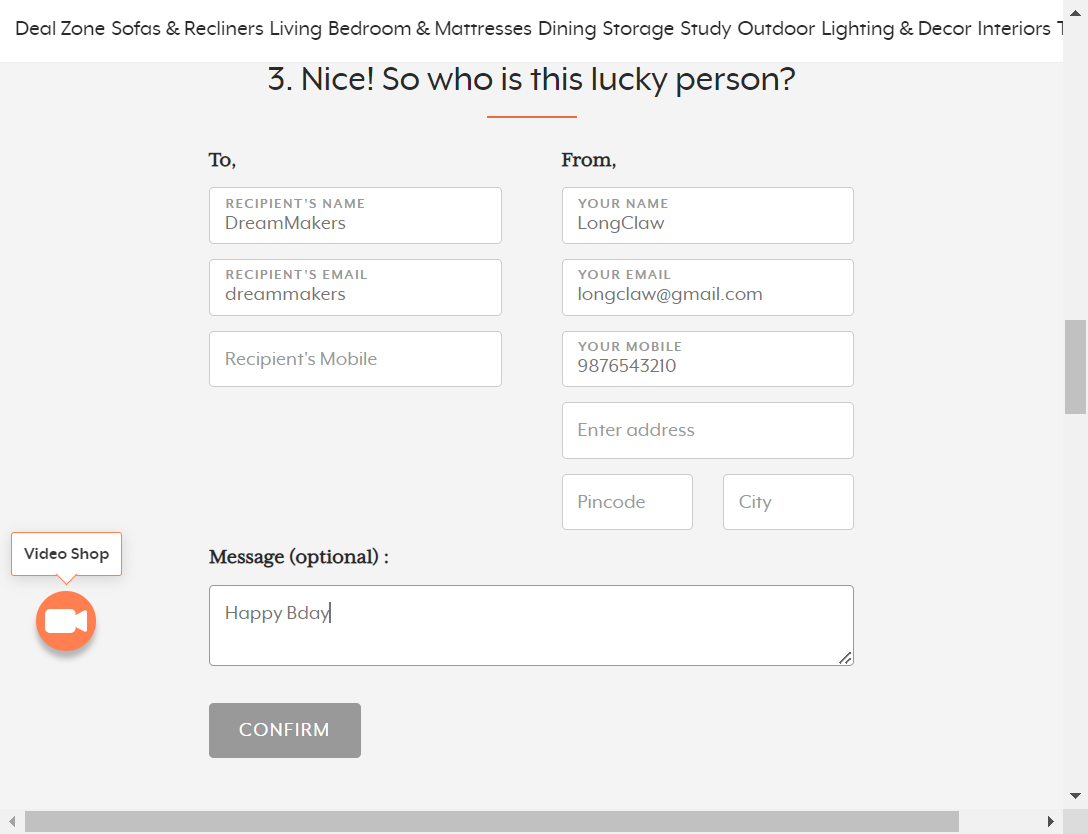 Deal Zone Sofas & Recliners Living Bedroom & Mattresses Dining Storage Study Outdoor Lighting & Decor Interiors
3. Nice! So who is this lucky person?
To,
RECIPIENT'S NAME
DreamMakers
RECIPIENT'S EMAIL
dreammakers
Recipient's Mobile
From,
YOUR NAME
LongClaw
YOUR EMAIL
longclaw@gmail.com
YOUR MOBILE
9876543210
Enter address
Pincode
City
Video Shop
Message (optional) :
Happy Bday
CONFIRM